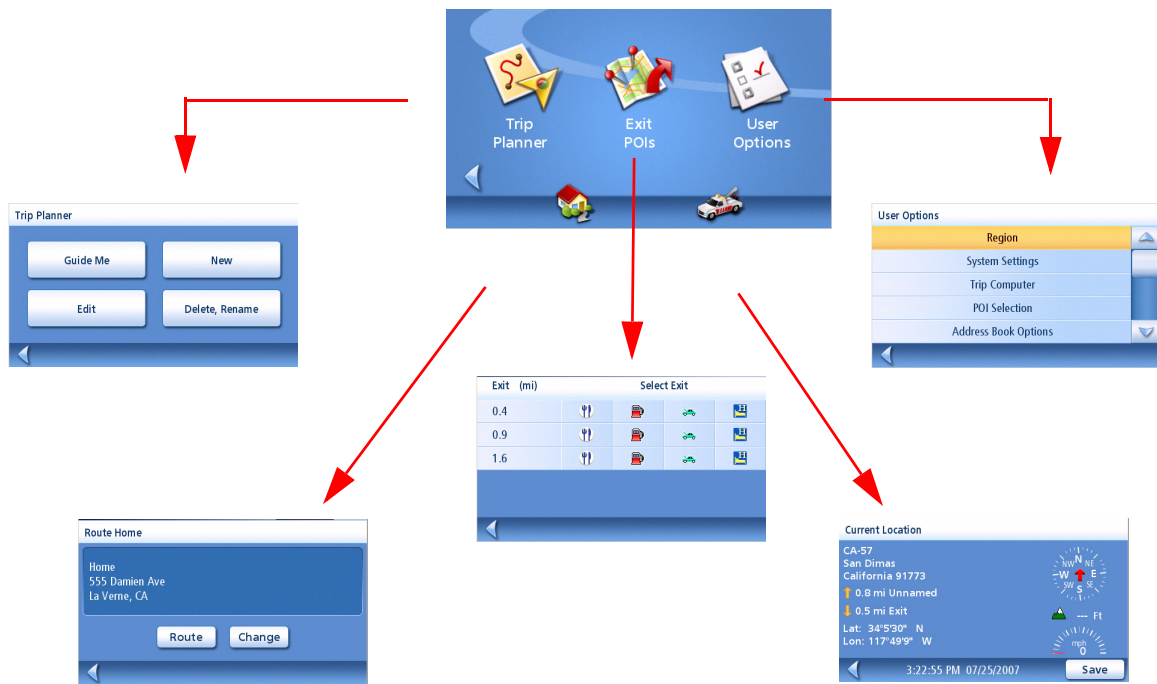 Trip
Planner
Exit
POIs
User
Options
Trip Planner
Guide Me
New
Edit
Delete, Rename
User Options
Region
System Settings
Trip Computer
POI Selection
Address Book Options
Exit (mi) Select Exit
0.4
0.9
1.6
Route Home
Home
555 Damien Ave
La Verne, CA
Route
Change
Current Location
CA-57
San Dimas
California 91773
0.8 mi Unnamed
0.5 mi Exit
Lat: 34°5'30" N
Lon: 117°49'9" W
N
NE
E
SE
S
SW
W
NW
--- Ft
mph
0
3:22:55 PM 07/25/2007
Save